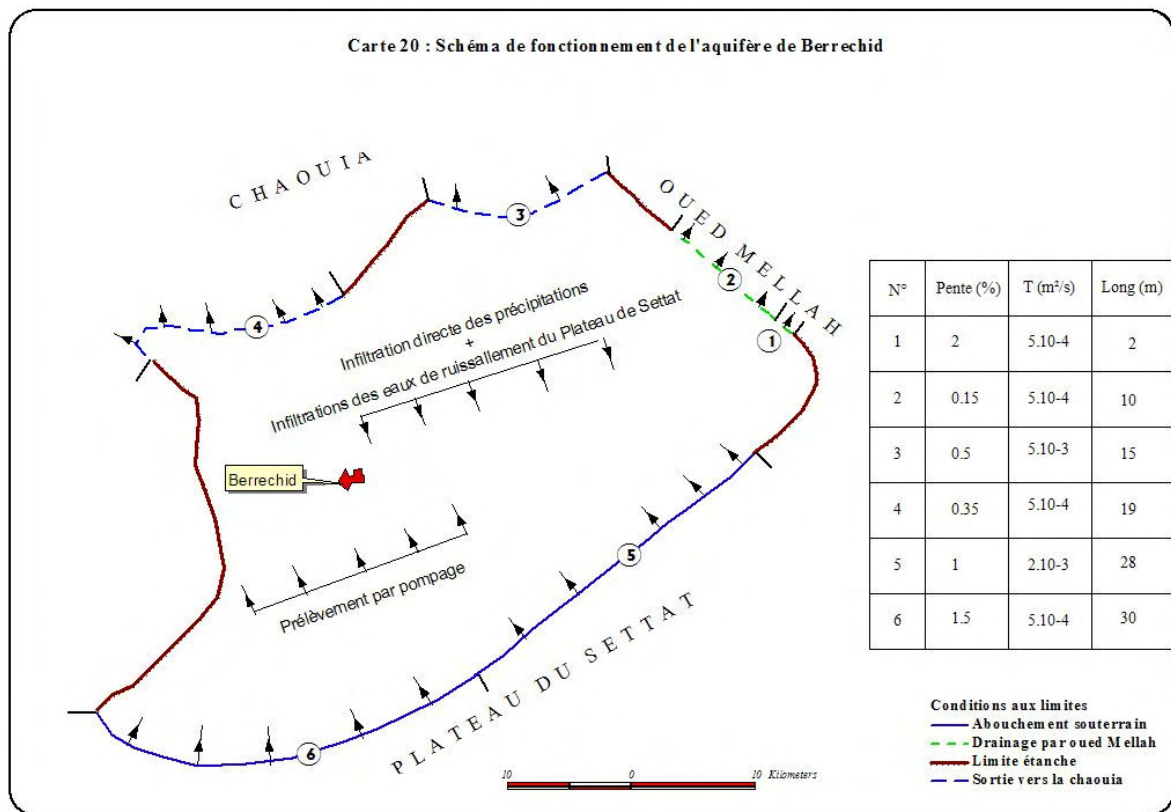 Carte 20 : Schéma de fonctionnement de l'aquifère de Berrechid
CHAOUIA
OUED MELLAH
3
2
1
4
Infiltration directe des précipitations
+
Infiltrations des eaux de ruissallement du Plateau de Settat
Berrechid
Prélèvement par pompage
5
6
PLATEAU DU SETTAT
N° Pente (%) T (m²/s) Long (m)
1 2 5.10-4 2
2 0.15 5.10-4 10
3 0.5 5.10-3 15
4 0.35 5.10-4 19
5 1 2.10-3 28
6 1.5 5.10-4 30
Conditions aux limites
Abouchement souterrain
Drainage par oued Mellah
Limite étanche
Sortie vers la chaouia
10 0 10 Kilometers